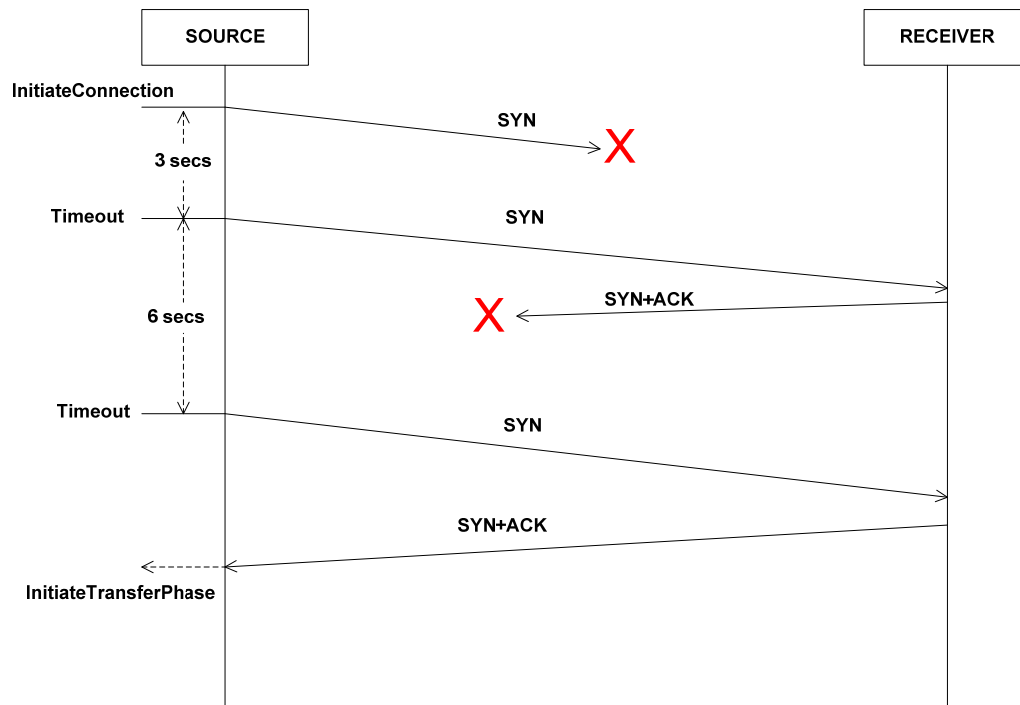 SOURCE
RECEIVER
InitiateConnection
SYN
X
3 secs
Timeout
SYN
SYN+ACK
X
6 secs
Timeout
SYN
SYN+ACK
InitiateTransferPhase